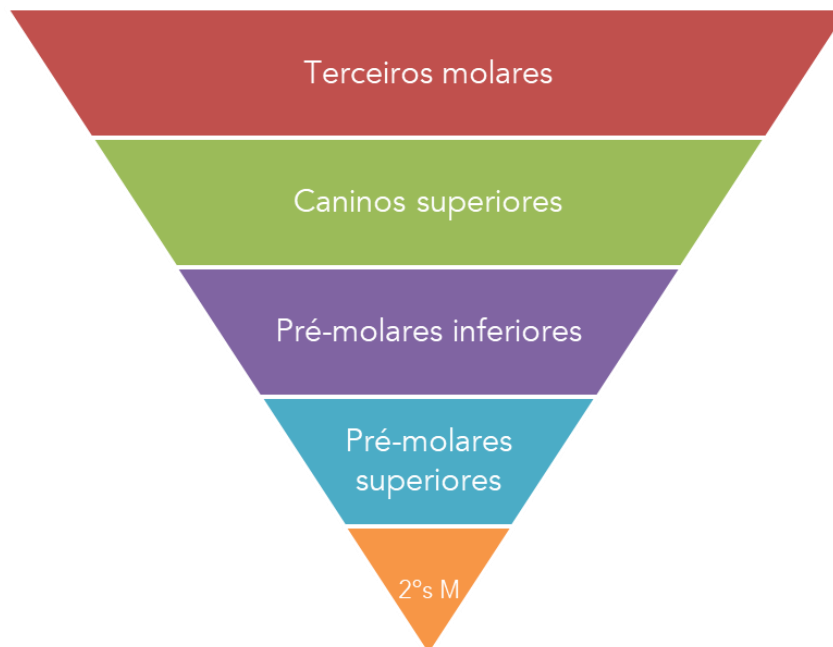 Terceiros molares
Caninos superiores
Pré-molares inferiores
Pré-molares
superiores
2ºs M